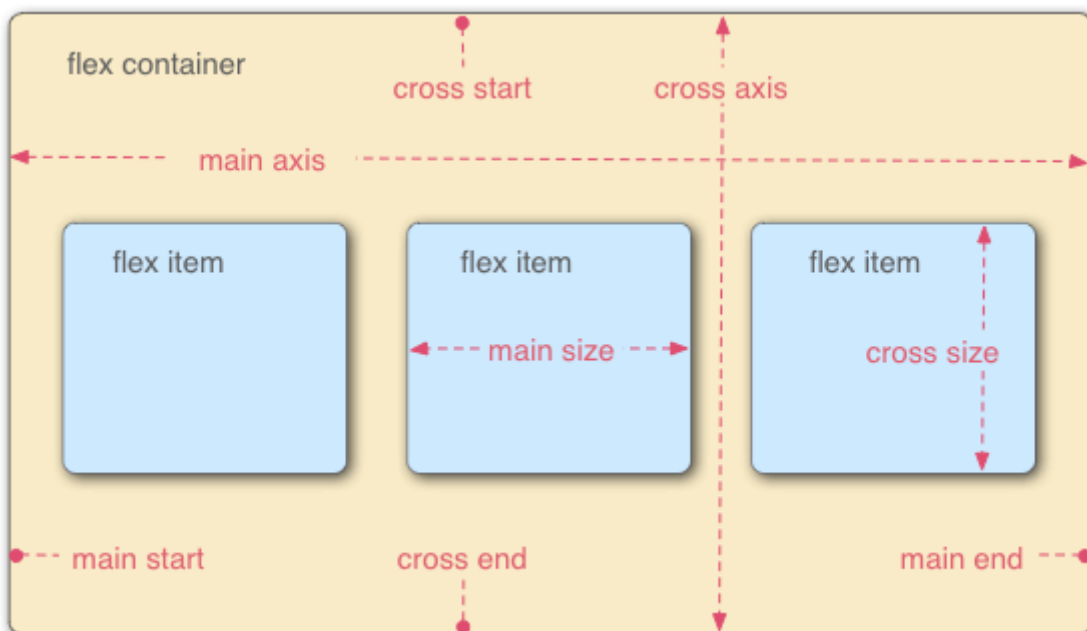 flex container
cross start
cross axis
main axis
flex item
flex item
flex item
main size
cross size
main start
cross end
main end